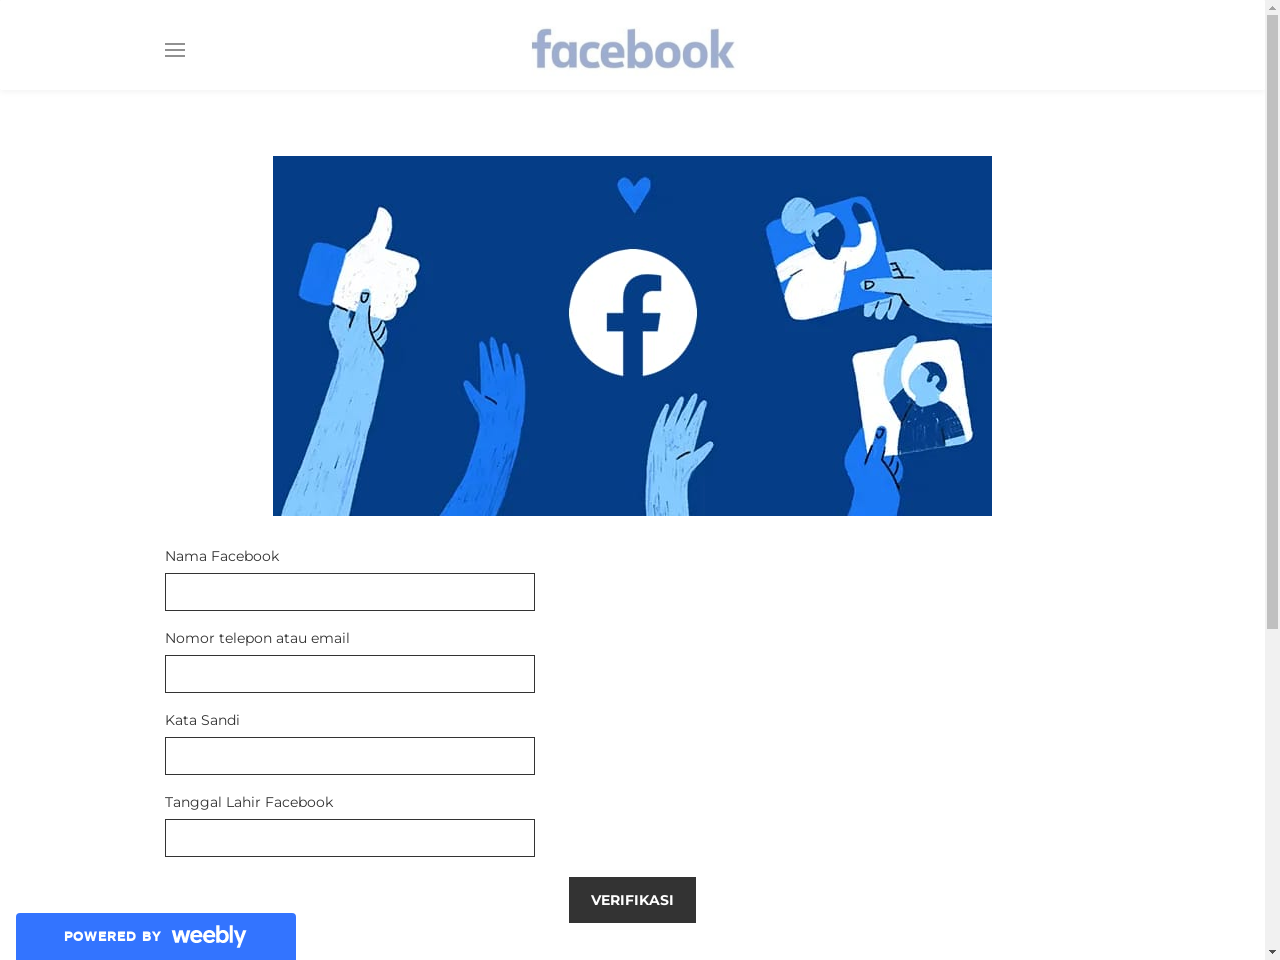 facebook
Nama Facebook
Nomor telepon atau email
Kata Sandi
Tanggal Lahir Facebook
VERIFIKASI
POWERED BY weebly